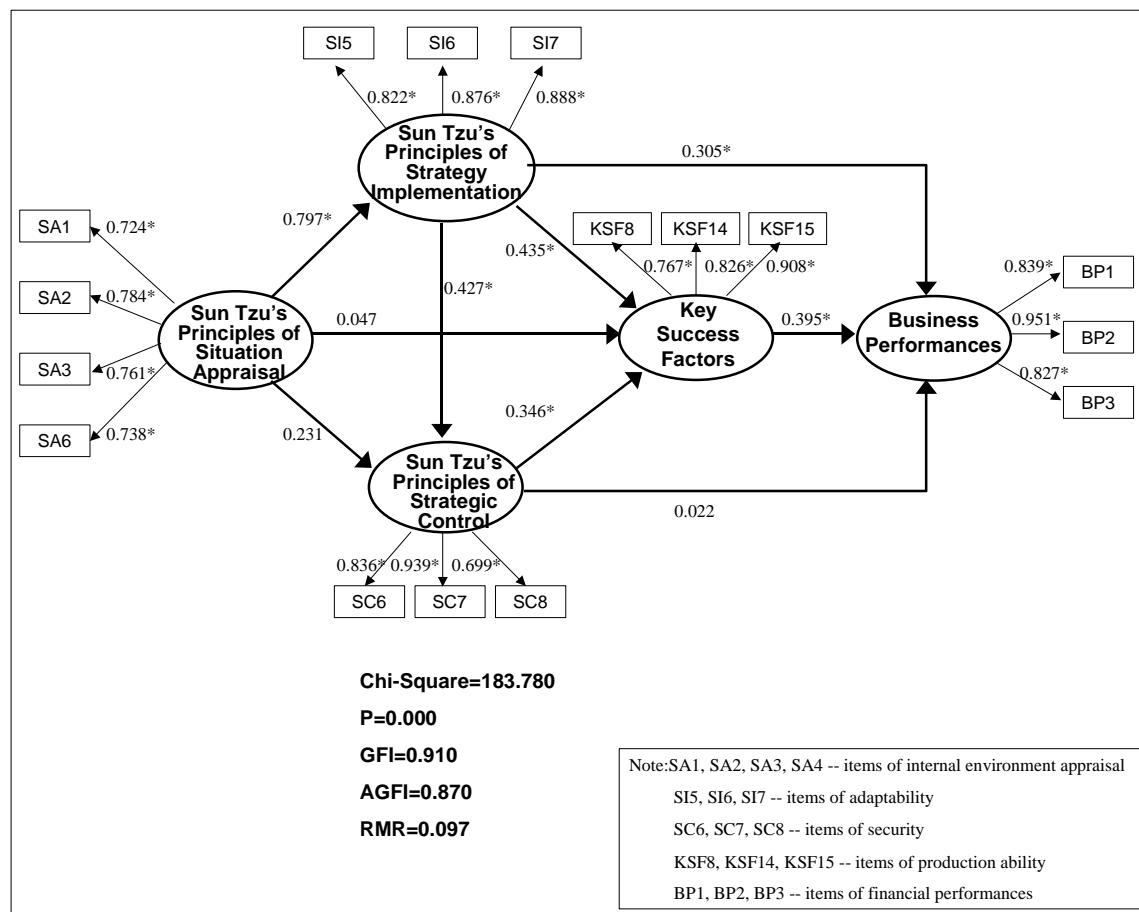 SI5
SI6
SI7
0.822*
0.876*
0.888*
Sun Tzu's
Principles of
Strategy
Implementation
0.305*
SA1
SA2
SA3
SA6
0.724*
0.784*
0.761*
0.738*
0.797*
0.435*
0.427*
KSF8
KSF14
KSF15
0.767*
0.826*
0.908*
Sun Tzu's
Principles of
Situation
Appraisal
0.047
Key
Success
Factors
0.395*
Business
Performances
0.839*
0.951*
0.827*
BP1
BP2
BP3
0.231
0.346*
Sun Tzu's
Principles of
Strategic
Control
0.022
0.836*
0.939*
0.699*
SC6
SC7
SC8
Chi-Square=183.780
P=0.000
GFI=0.910
AGFI=0.870
RMR=0.097
Note:SA1, SA2, SA3, SA4 -- items of internal environment appraisal
SI5, SI6, SI7 -- items of adaptability
SC6, SC7, SC8 -- items of security
KSF8, KSF14, KSF15 -- items of production ability
BP1, BP2, BP3 -- items of financial performances